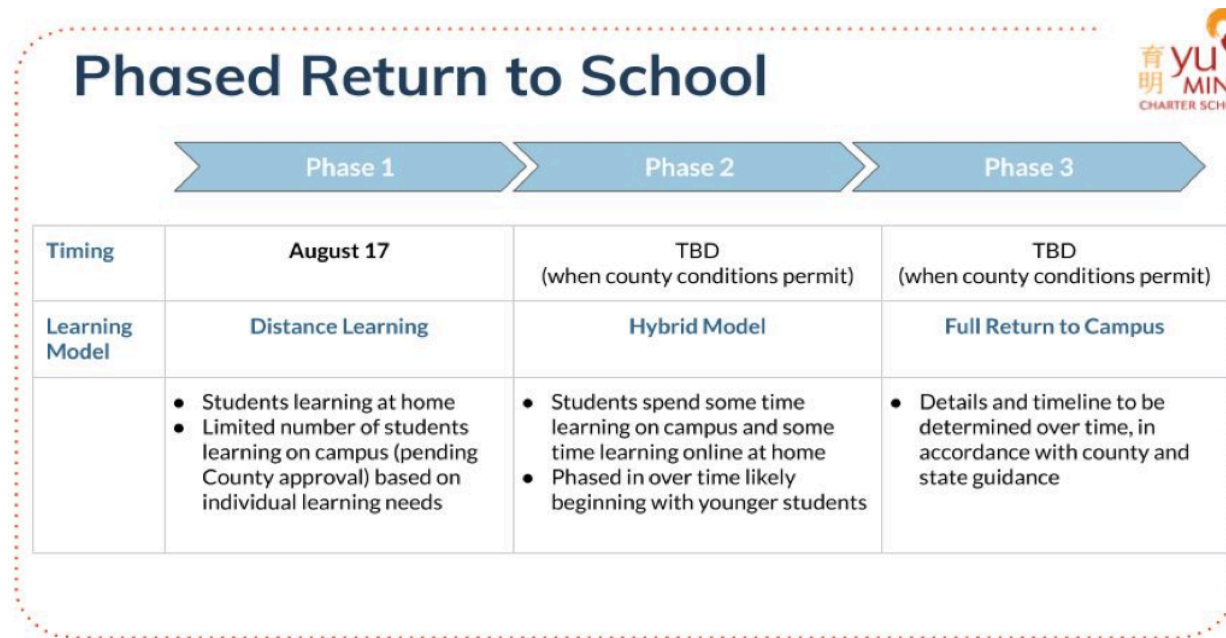 Phased Return to School
育 yu
明 MIN
CHARTER SCHO
Phase 1
Phase 2
Phase 3
Timing
August 17
TBD
(when county conditions permit)
TBD
(when county conditions permit)
Learning
Model
Distance Learning
Hybrid Model
Full Return to Campus
● Students learning at home
● Limited number of students
learning on campus (pending
County approval) based on
individual learning needs
● Students spend some time
learning on campus and some
time learning online at home
● Phased in over time likely
beginning with younger students
● Details and timeline to be
determined over time, in
accordance with county and
state guidance